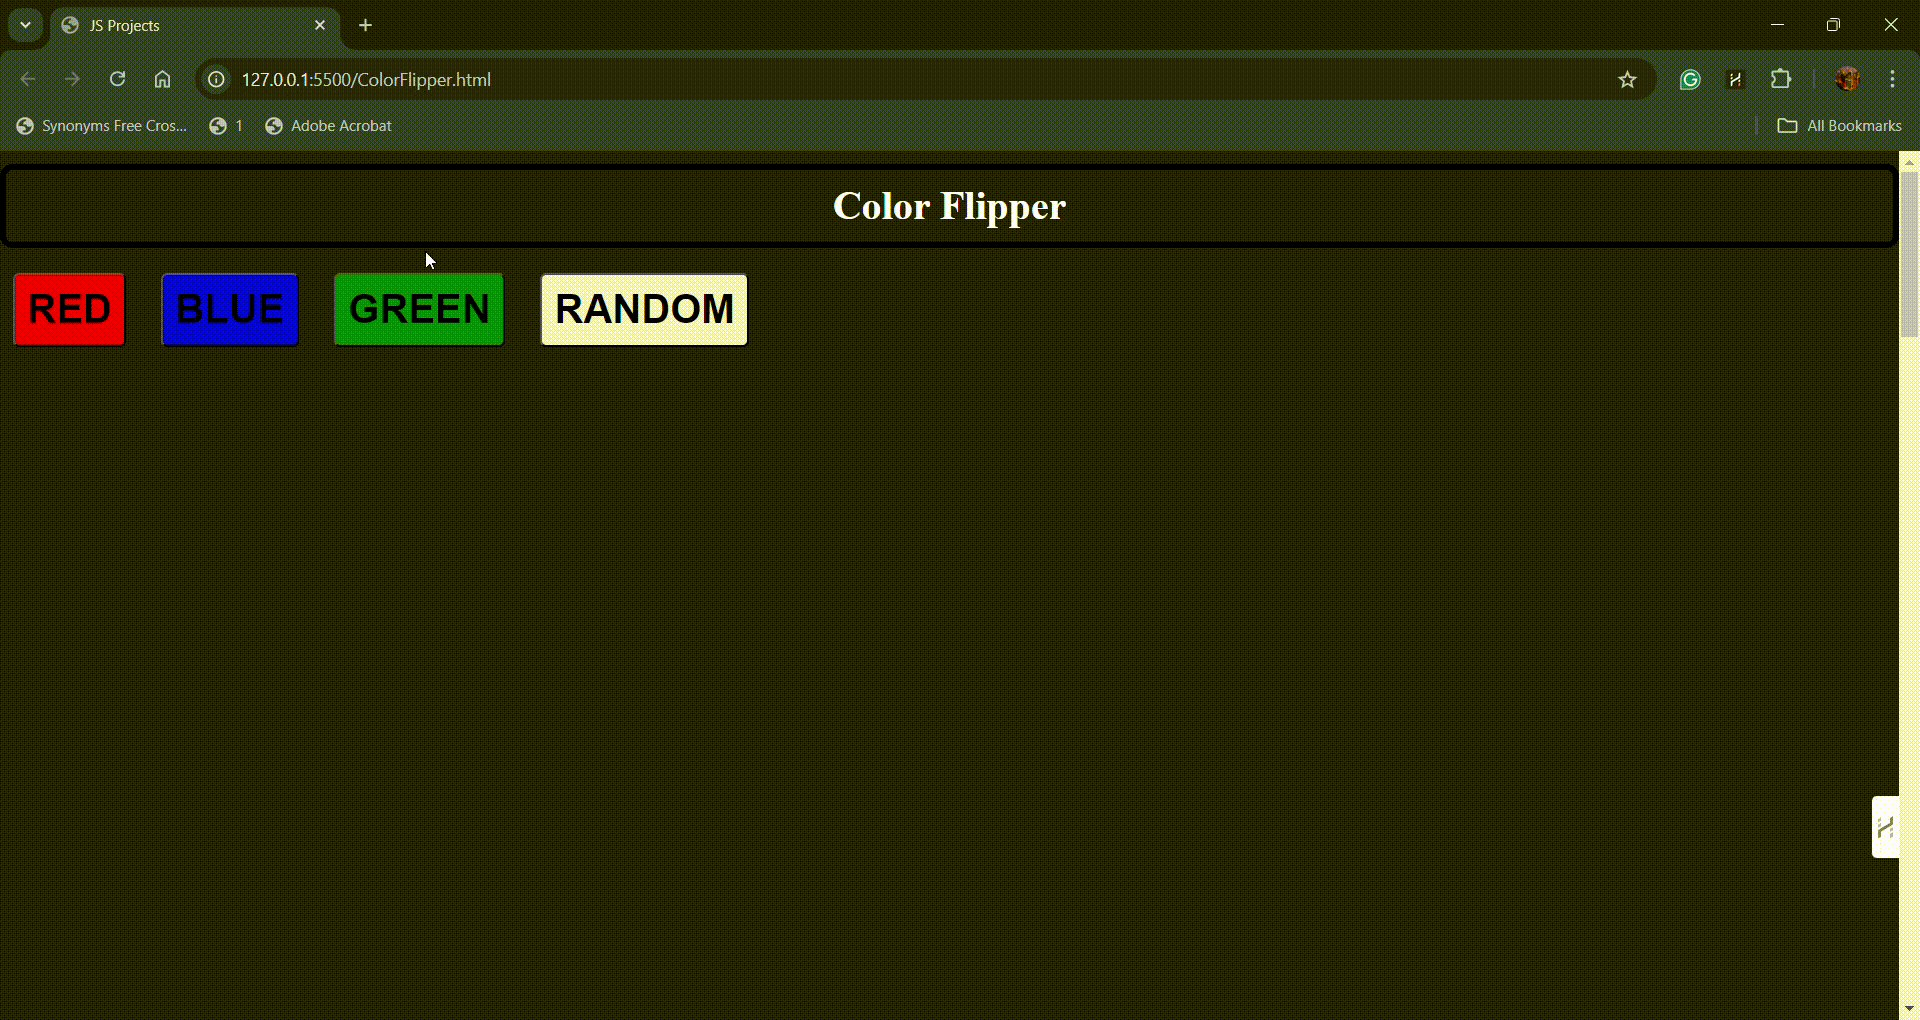 JS Projects
127.0.0.1:5500/ColorFlipper.html
Synonyms Free Cros... 1 Adobe Acrobat All Bookmarks
Color Flipper
RED BLUE GREEN RANDOM